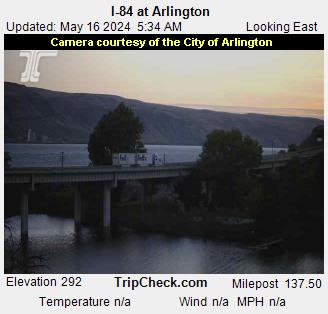 I-84 at Arlington
Updated: May 16 2024 5:34 AM Looking East
Camera courtesy of the City of Arlington
Elevation 292 TripCheck.com Milepost 137.50
Temperature n/a Wind n/a MPH n/a